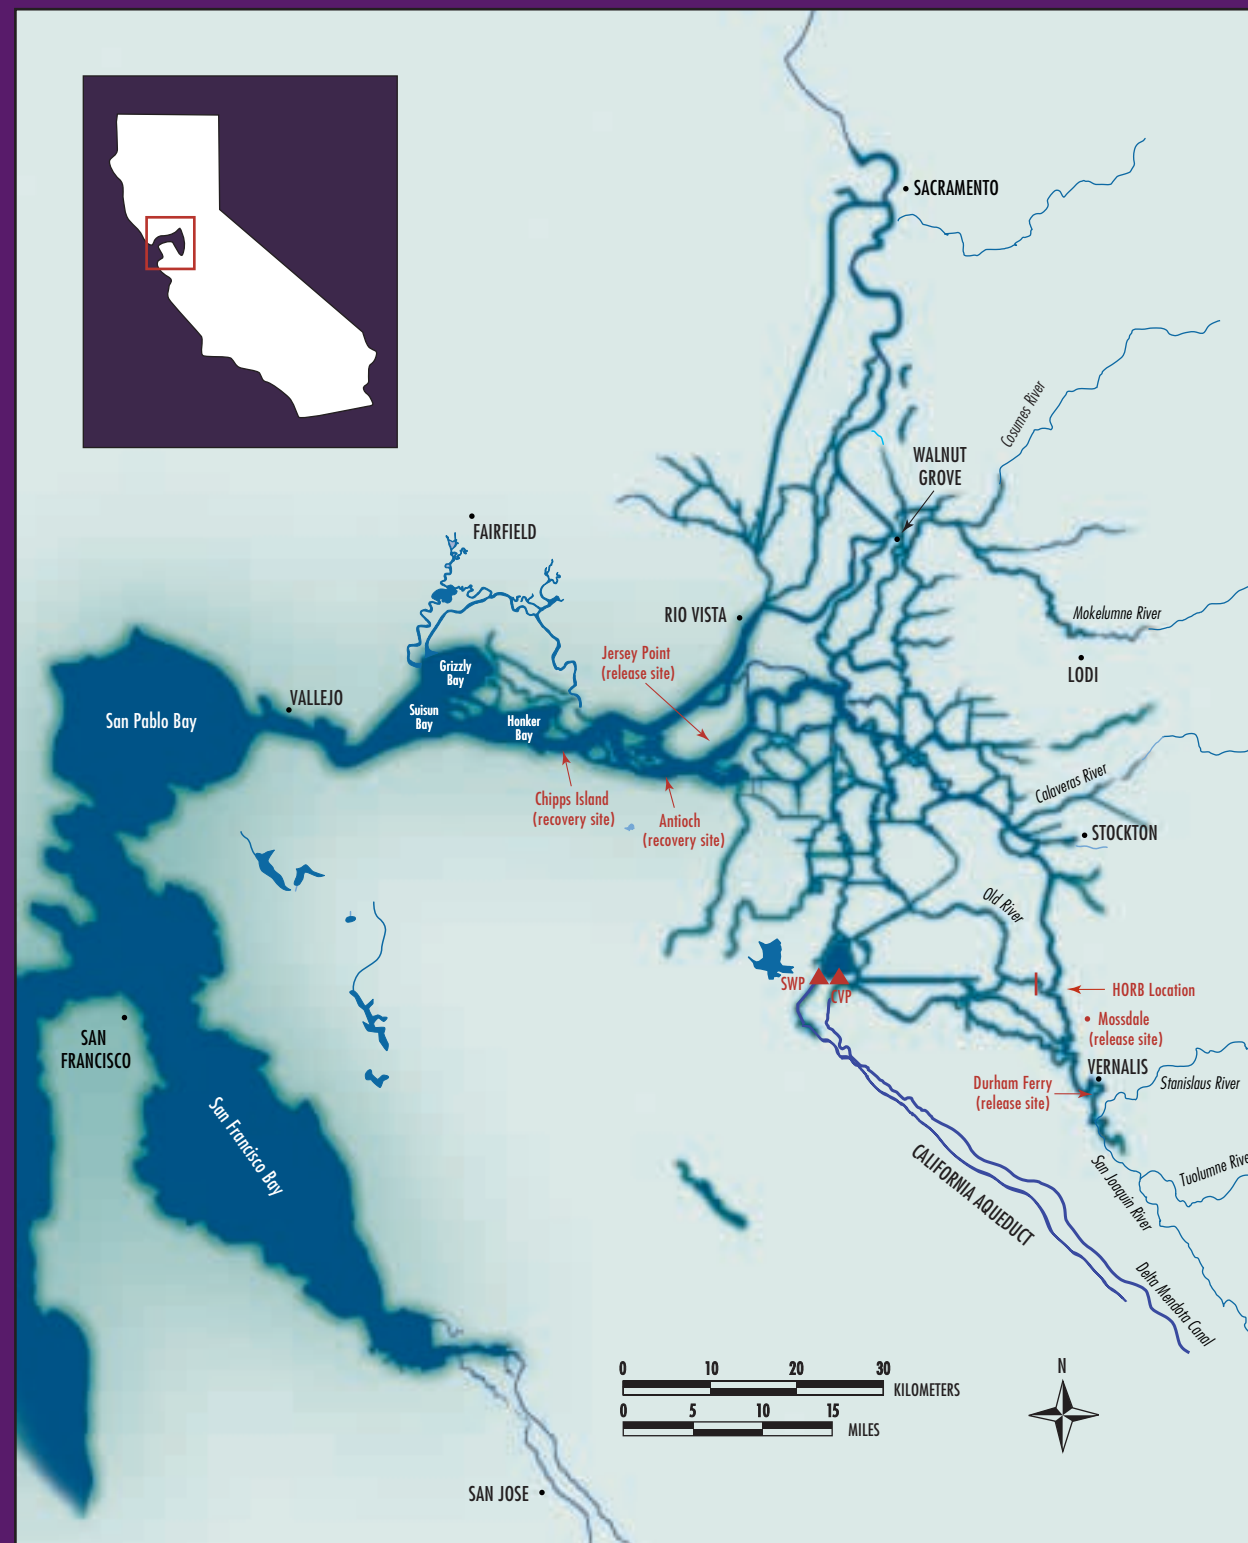 SACRAMENTO
Cosumes River
WALNUT
GROVE
FAIRFIELD
RIO VISTA
Mokelumne River
LODI
Jersey Point
(release site)
Grizzly
Bay
VALLEJO
San Pablo Bay
Suisun
Bay
Honker
Bay
Chipps Island
(recovery site)
Antioch
(recovery site)
Calaveras River
STOCKTON
Old River
SWP
CVP
HORB Location
Mossdale
(release site)
SAN
FRANCISCO
VERNALIS
Durham Ferry
(release site)
Stanislaus River
San Francisco Bay
CALIFORNIA AQUEDUCT
San Joaquin River
Tuolumne Rive
Delta Mendota Canal
0 10 20 30
KILOMETERS
0 5 10 15
MILES
N
SAN JOSE